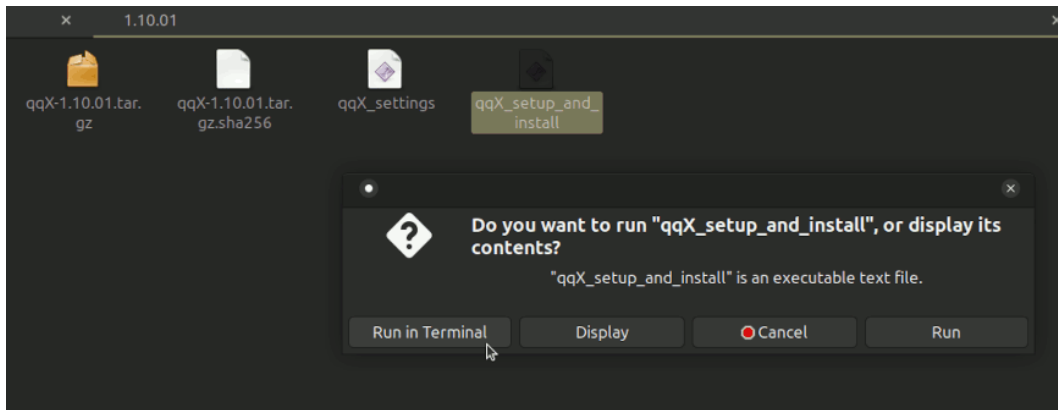 1.10.01
qqX-1.10.01.tar.
gz
qqX-1.10.01.tar.
gz.sha256
qqX_settings
qqX_setup_and_
install
Do you want to run "qqX_setup_and_install", or display its
contents?
"qqX_setup_and_install" is an executable text file.
Run in Terminal
Display
Cancel
Run